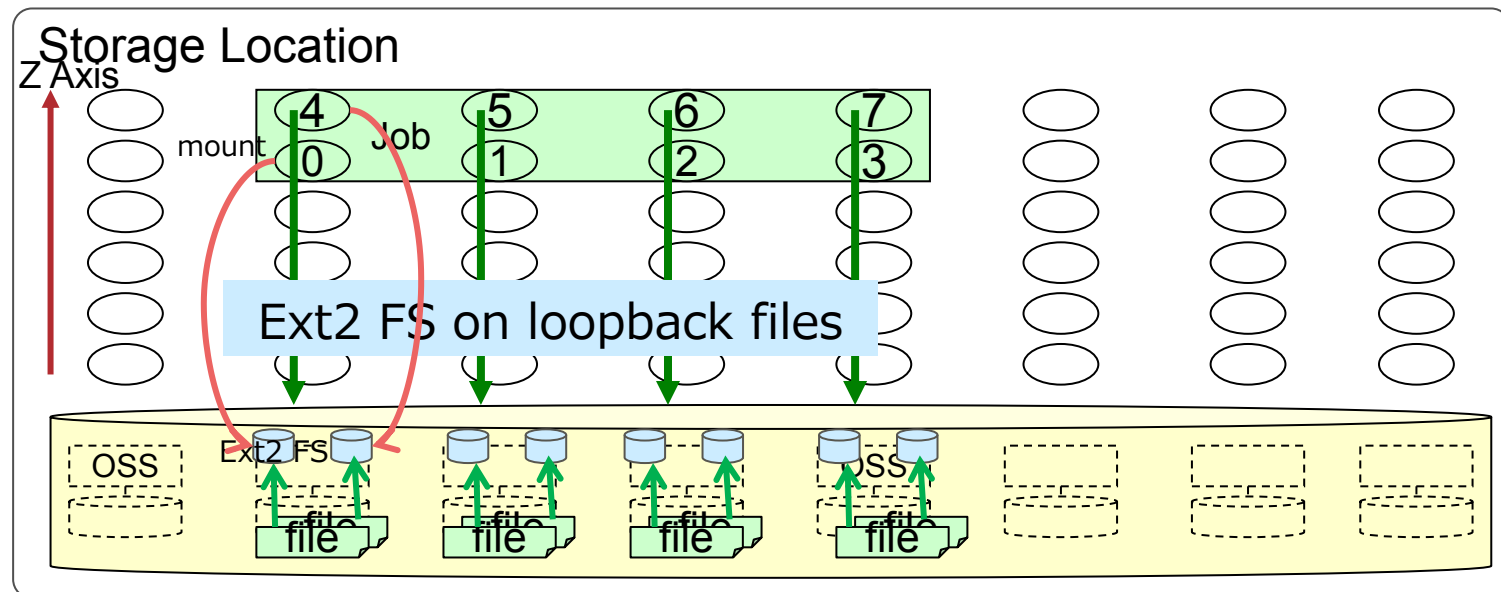 Storage Location
Z Axis
4 5 6 7
Job
mount
0 1 2 3
Ext2 FS on loopback files
Ext2 FS
OSS
OSS
file file file file
file file file file